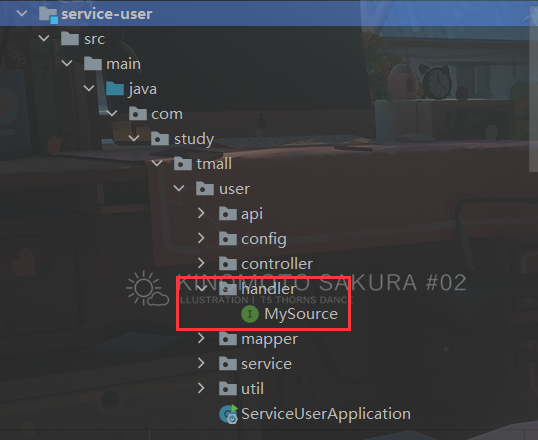 service-user
src
main
java
com
study
tmall
user
api
config
controller
handler
KINOMOTO SAKURA #02
ILLUSTRATION | T5 THORNS DANCE
MySource
mapper
service
util
ServiceUserApplication